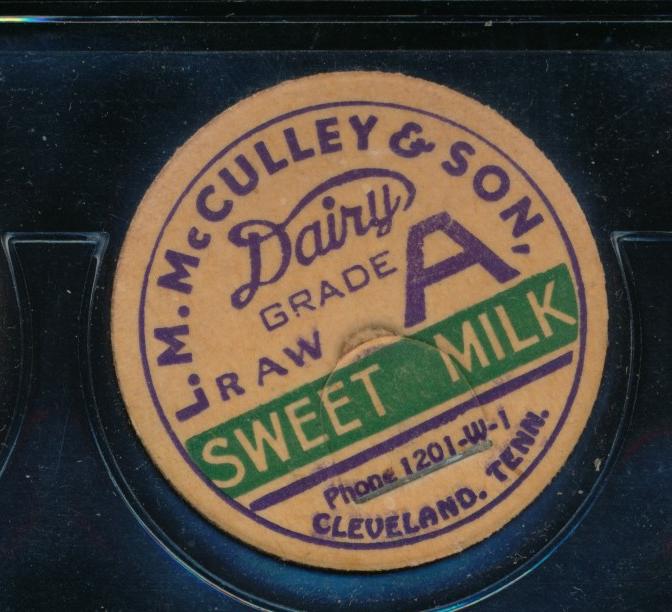 L.M. McCULLEY & SON,
Dairy
GRADE A
RAW
SWEET MILK
Phone 1201-W-1
CLEVELAND. TENN.